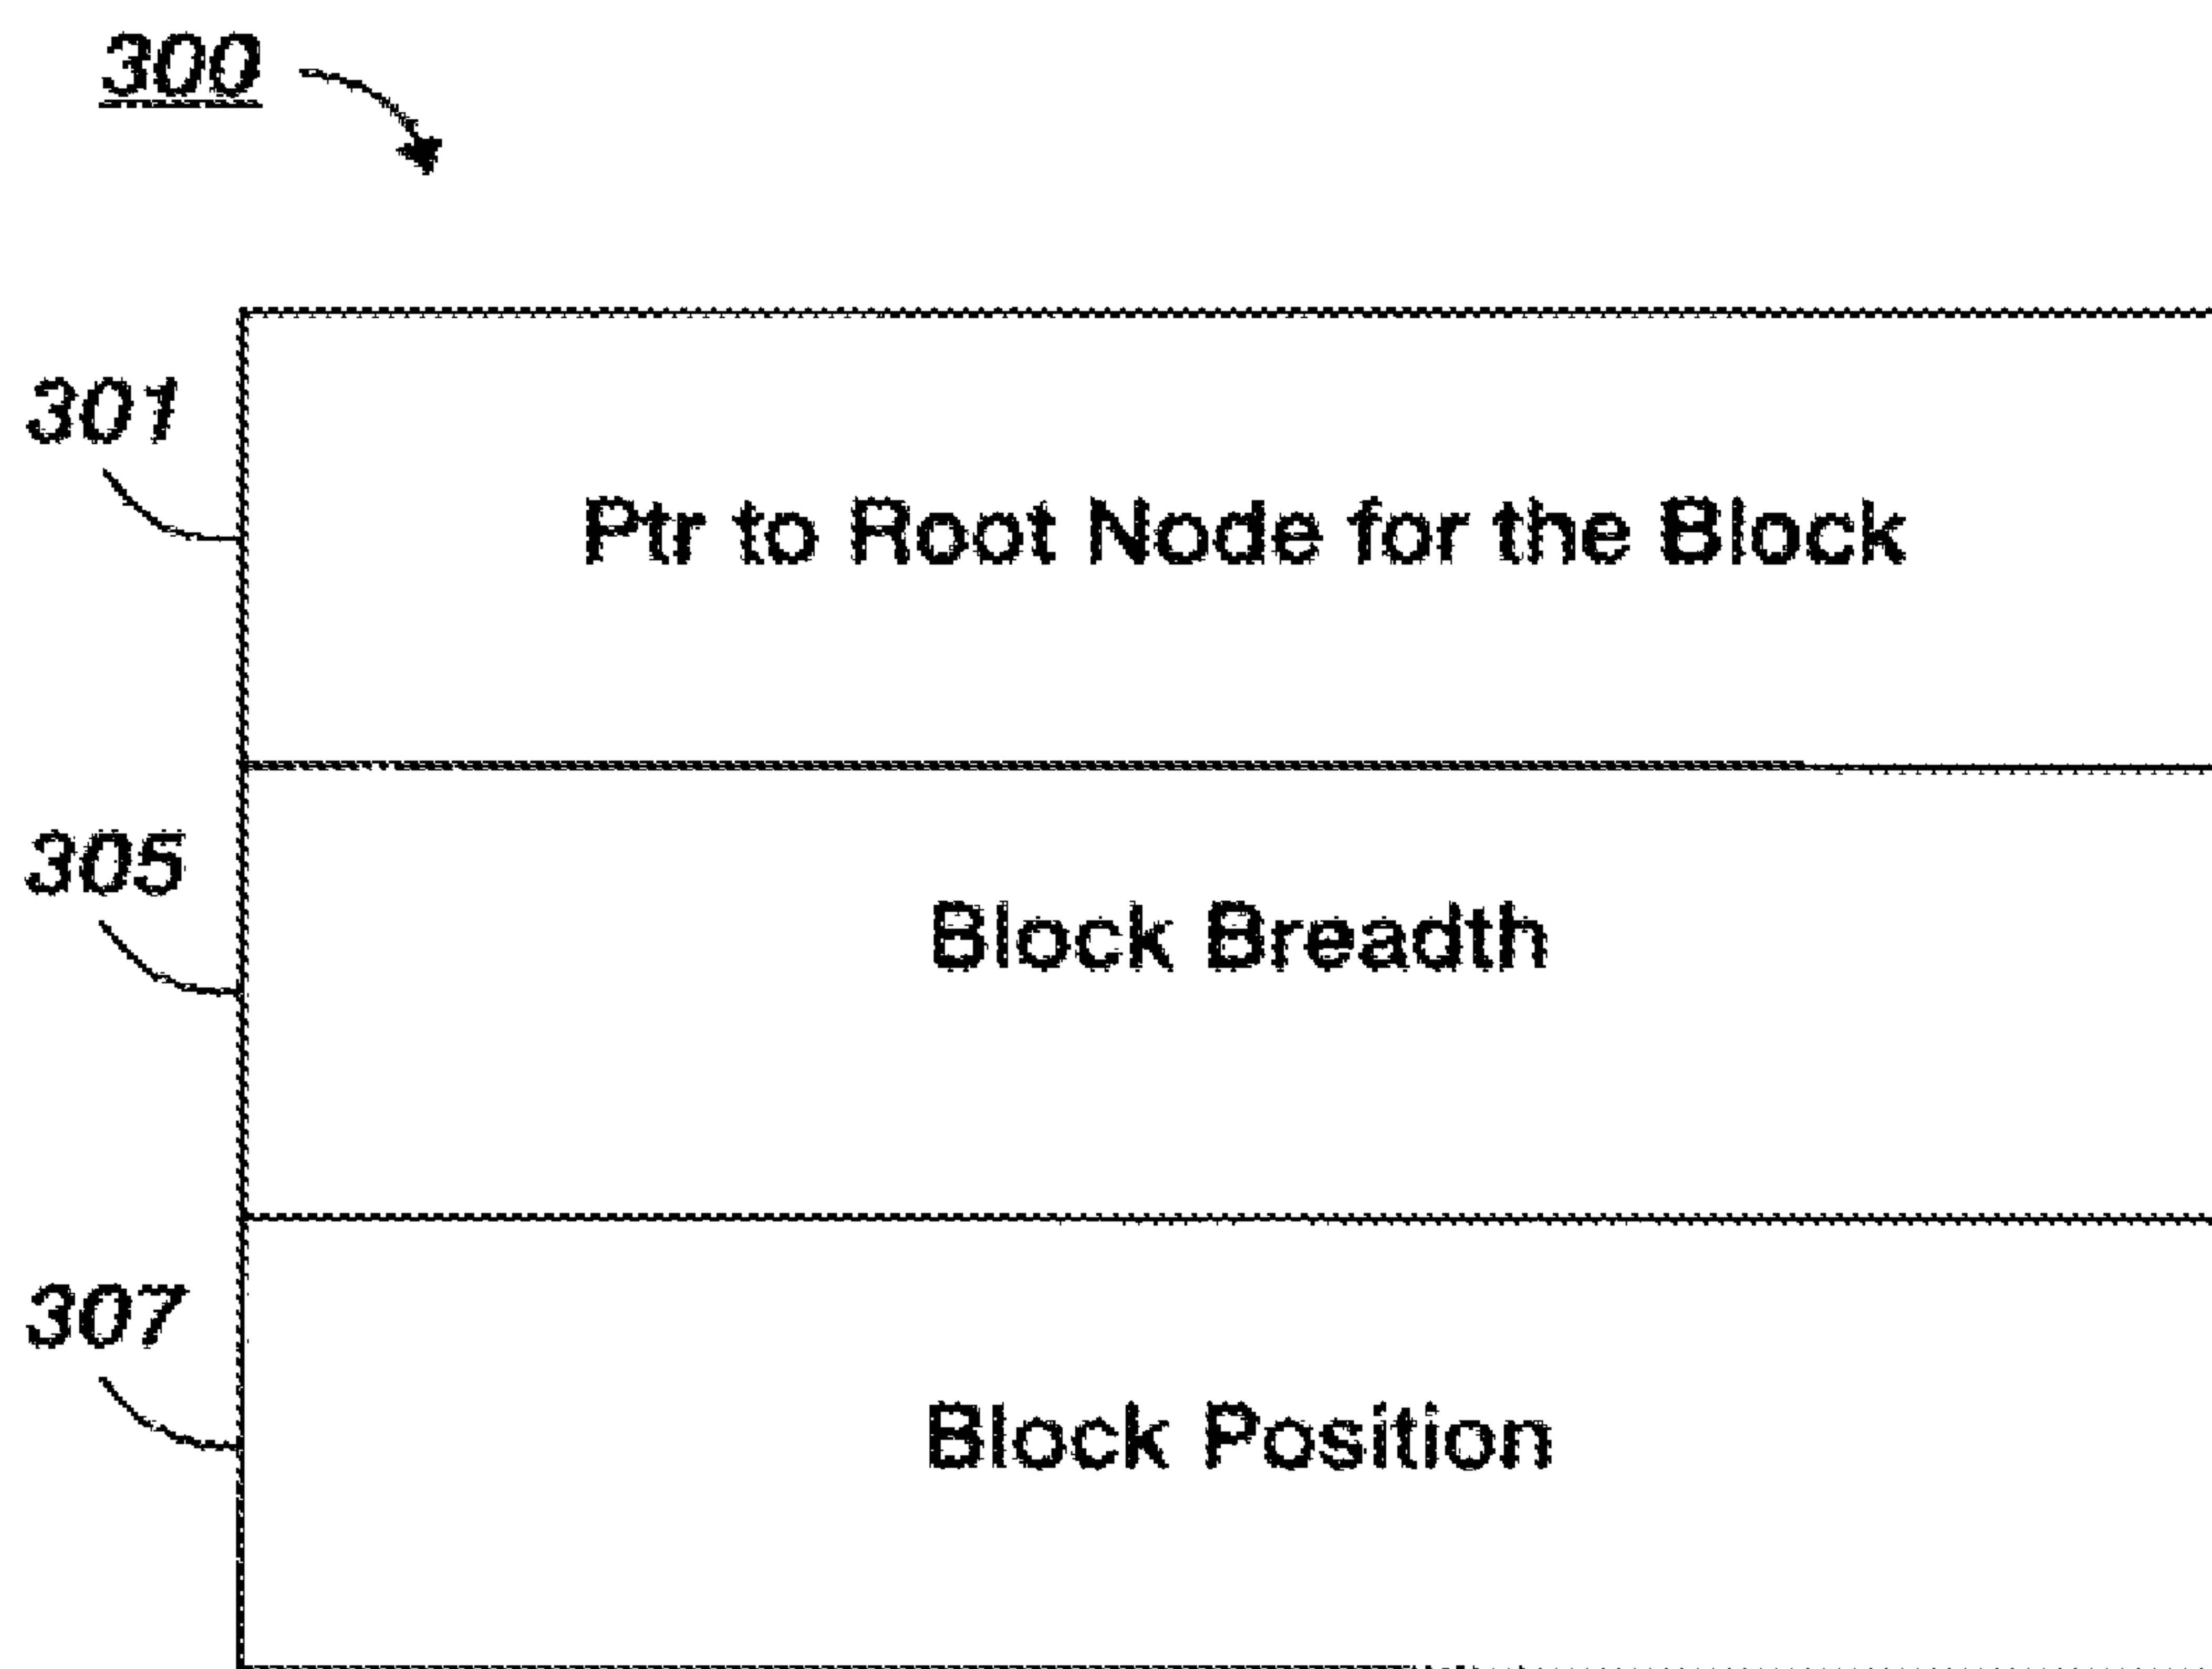 300
301
Ptr to Root Node for the Block
305
Block Breadth
307
Block Position